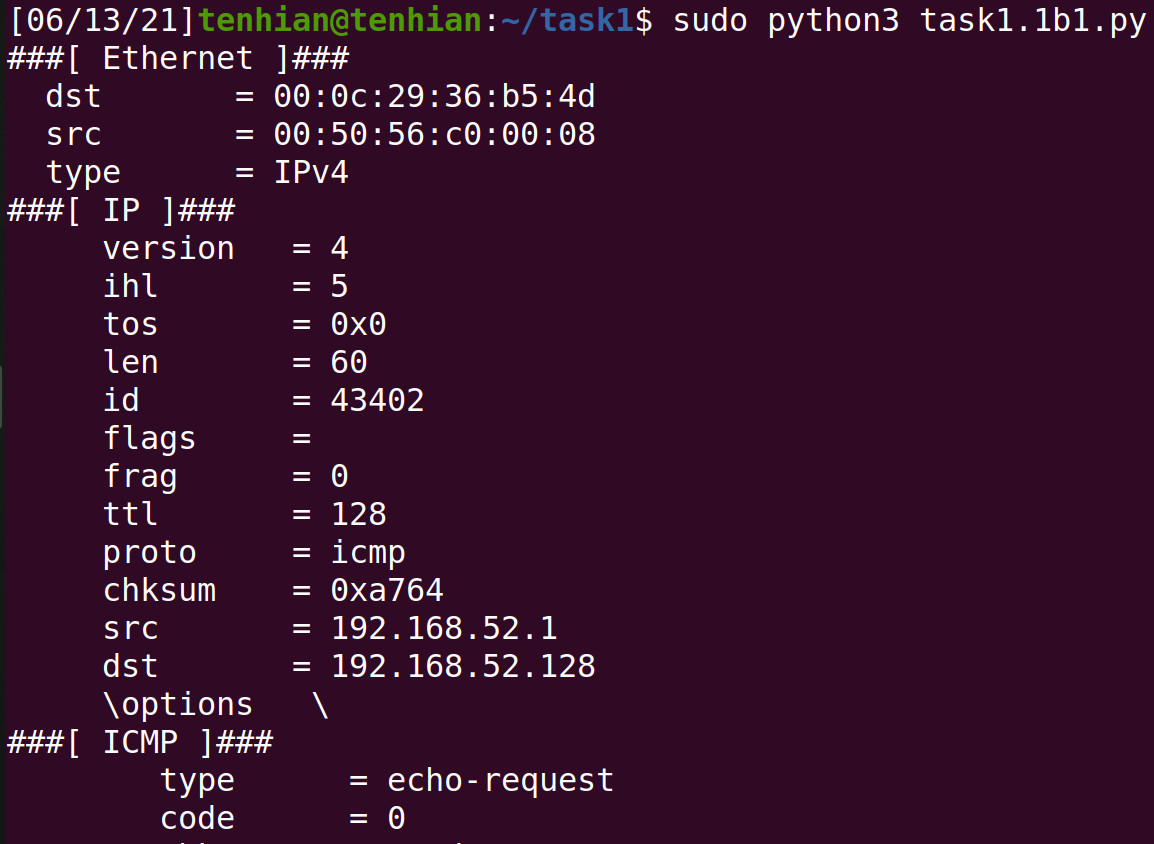 [06/13/21]tenhian@tenhian:~/task1$ sudo python3 task1.1b1.py
###[ Ethernet ]###
  dst       = 00:0c:29:36:b5:4d
  src       = 00:50:56:c0:00:08
  type      = IPv4
###[ IP ]###
     version   = 4
     ihl       = 5
     tos       = 0x0
     len       = 60
     id        = 43402
     flags     =
     frag      = 0
     ttl       = 128
     proto     = icmp
     chksum    = 0xa764
     src       = 192.168.52.1
     dst       = 192.168.52.128
     \options   \
###[ ICMP ]###
        type      = echo-request
        code      = 0